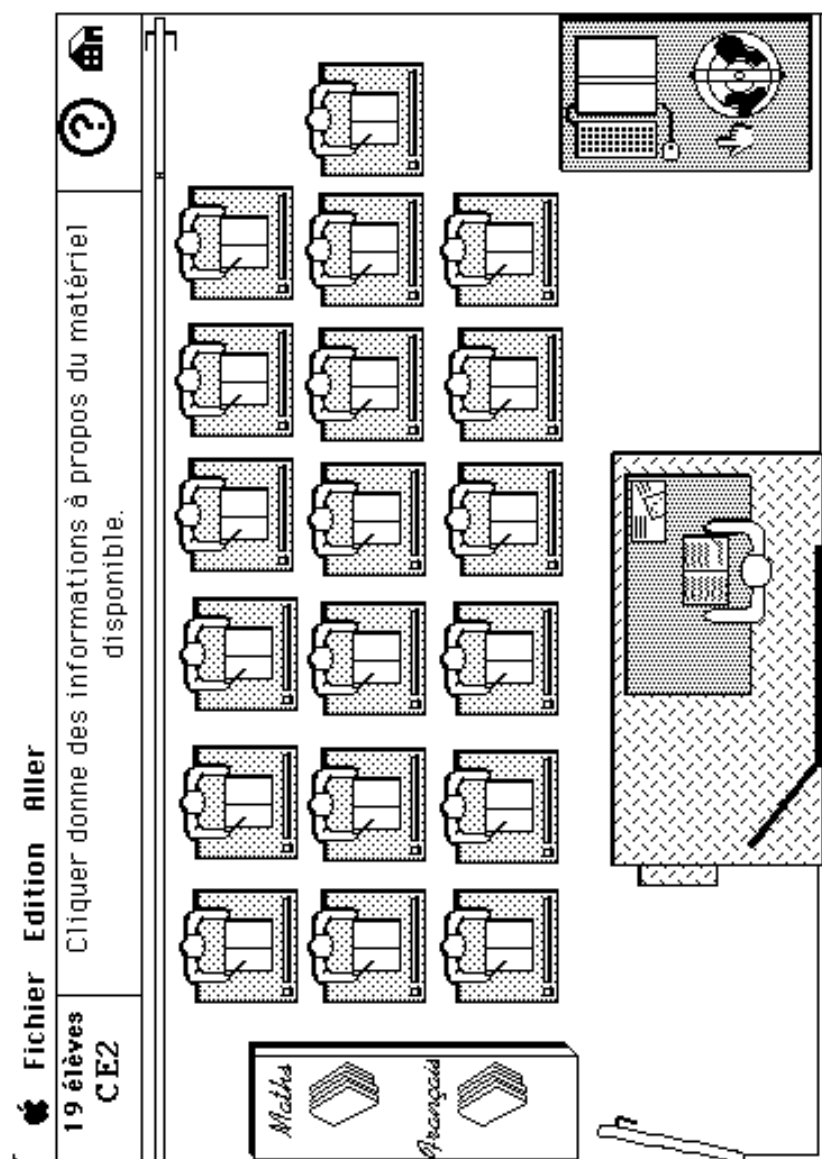 Fichier Edition Aller
19 élèves
CE2
Cliquer donne des informations à propos du matériel
disponible.
?
Maths
Français